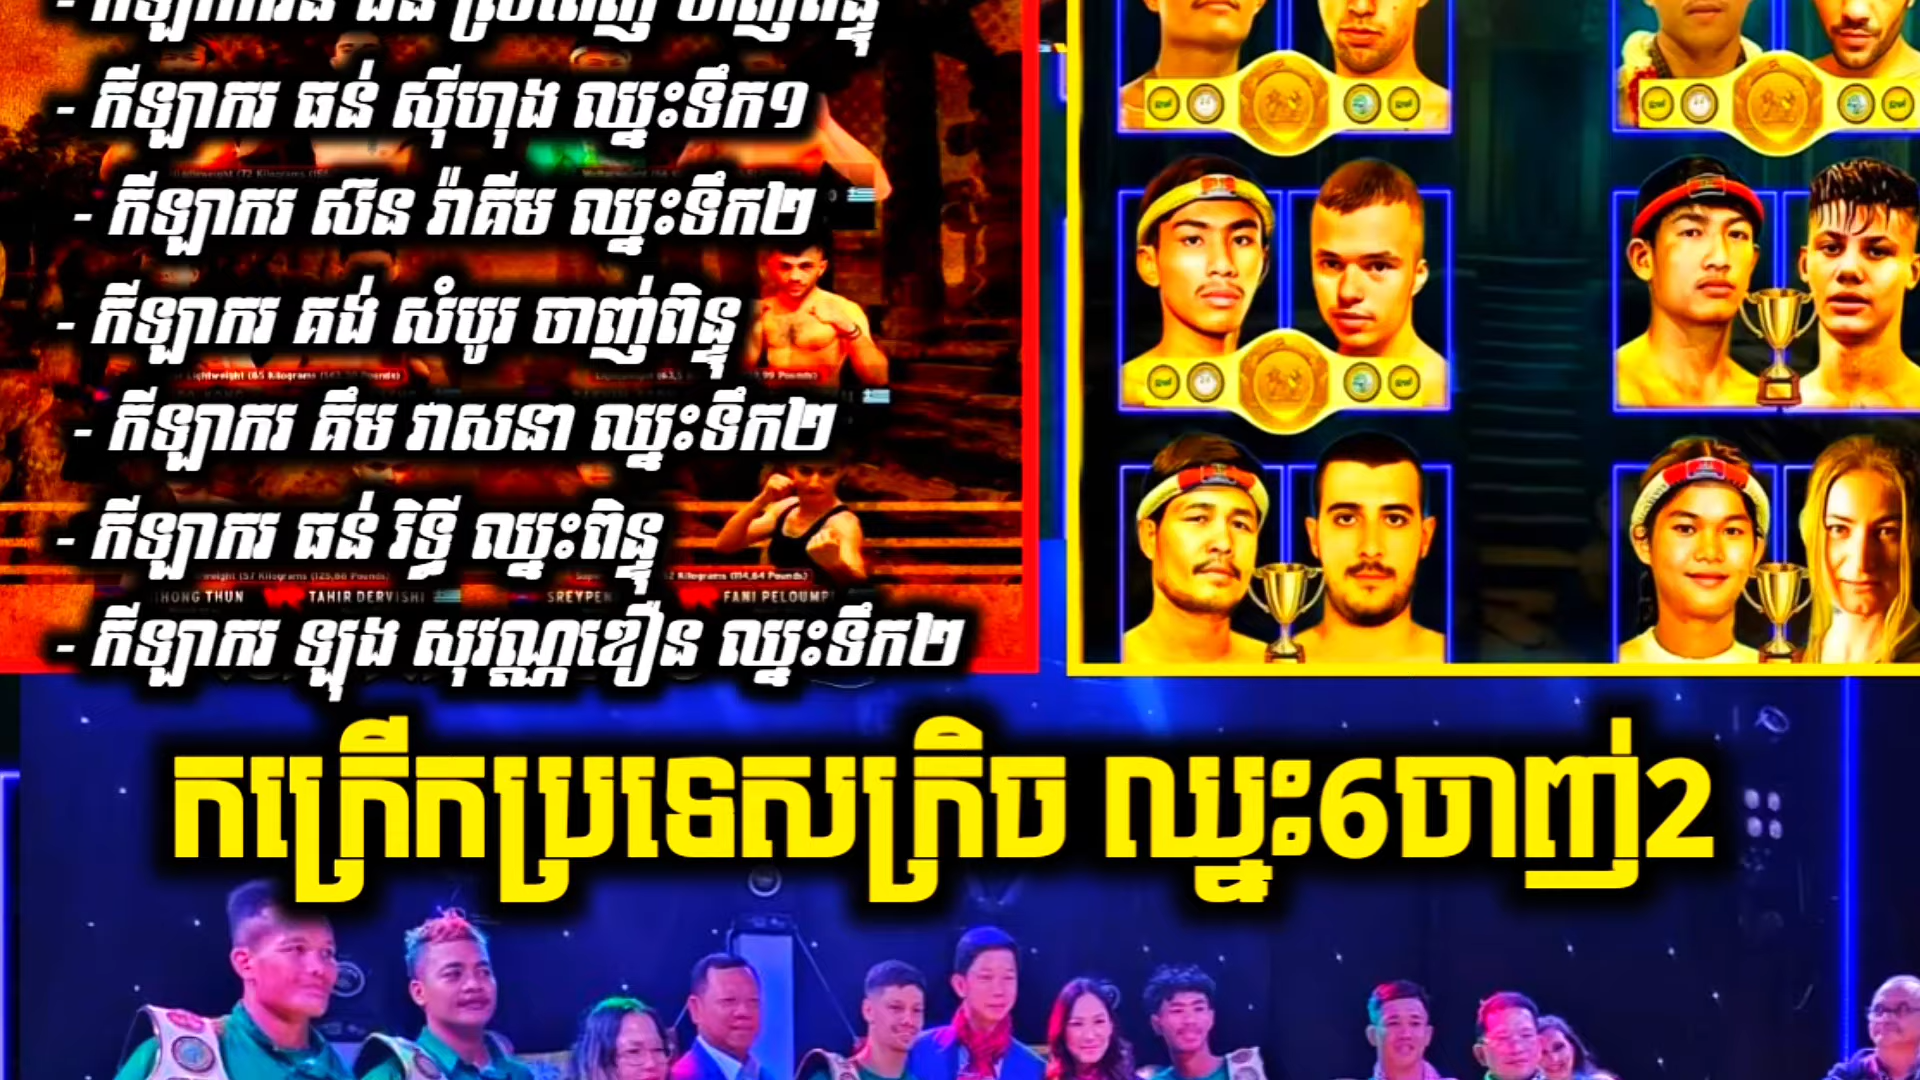 - កីឡាករ ធន់ ស៊ីហុង ឈ្នះទឹក១
- កីឡាករ ស៊ន រ៉ាគីម ឈ្នះទឹក២
- កីឡាករ គង់ សំបូរ ចាញ់ពិន្ទុ
- កីឡាករ គឹម វាសនា ឈ្នះទឹក២
- កីឡាករ ធន់ រិទ្ធី ឈ្នះពិន្ទុ
IHONG THUN TAHIR DERVISHI SREYPEN FANI PELOUMP
- កីឡាករ ឡុង សុវណ្ណឌឿន ឈ្នះទឹក២
កក្រើកប្រទេសក្រិច ឈ្នះ6ចាញ់2